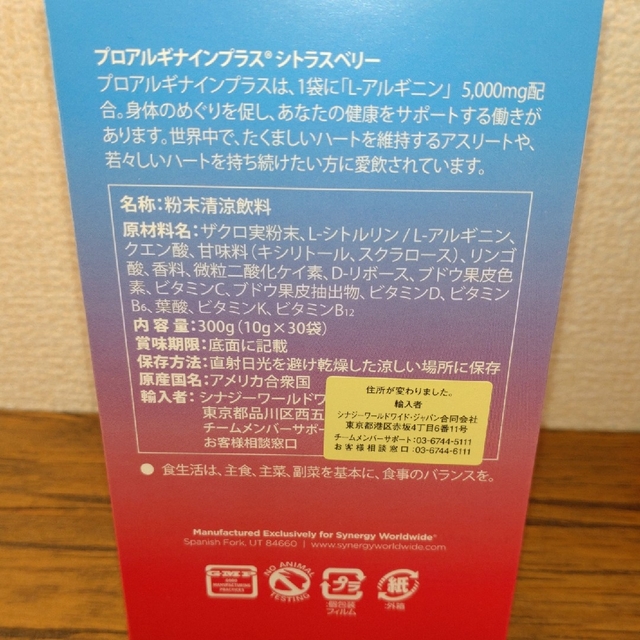 プロアルギナインプラス® シトラスベリー
プロアルギナインプラスは、1袋に「L-アルギニン」 5,000mg配
合。身体のめぐりを促し、あなたの健康をサポートする働きが
あります。世界中で、たくましいハートを維持するアスリートや、
若々しいハートを持ち続けたい方に愛飲されています。
名称：粉末清涼飲料
原材料名：ザクロ実粉末、L-シトルリン / L-アルギニン、
クエン酸、甘味料（キシリトール、スクラロース）、リンゴ
酸、香料、微粒二酸化ケイ素、D-リボース、ブドウ果皮色
素、ビタミンC、ブドウ果皮抽出物、ビタミンD、ビタミン
B6、葉酸、ビタミンK、ビタミンB12
内 容 量：300g（10g×30袋）
賞味期限：底面に記載
保存方法：直射日光を避け乾燥した涼しい場所に保存
原産国名：アメリカ合衆国
輸入者：シナジーワールドワ
東京都品川区西五
チームメンバーサポー
お客様相談窓口
住所が変わりました。
輸入者
シナジーワールドワイド・ジャパン合同会社
東京都港区赤坂4丁目6番11号
チームメンバーサポート：03-6744-5111
お客様相談窓口：03-6744-6111
● 食生活は、主食、主菜、副菜を基本に、食事のバランスを。
Manufactured Exclusively for Synergy Worldwide®
Spanish Fork, UT 84660 | www.synergyworldwide.com
GMP
GOOD
MANUFACTURING
PRACTICES
NO ANIMAL
TESTING
プラ
:個包装
フィルム
紙
:外箱